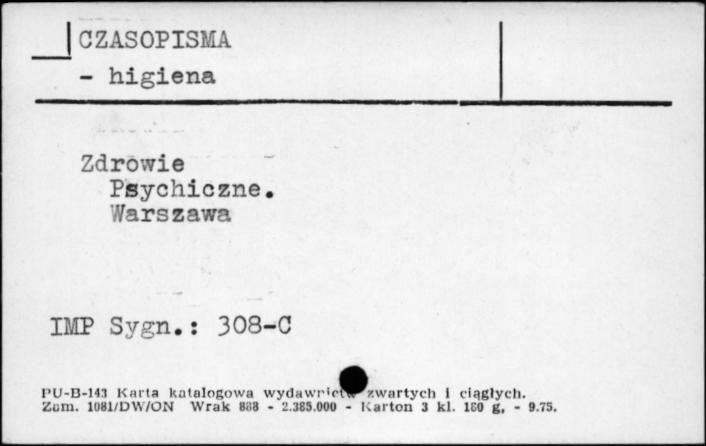 CZASOPISMA
- higiena
Zdrowie
Psychiczne.
Warszawa
IMP Sygn.: 308-C
PU-B-143 Karta katalogowa wydawnictw zwartych i ciągłych.
Zam. 1081/DW/ON Wrak 888 - 2.385.000 - Karton 3 kl. 180 g, - 9.75.